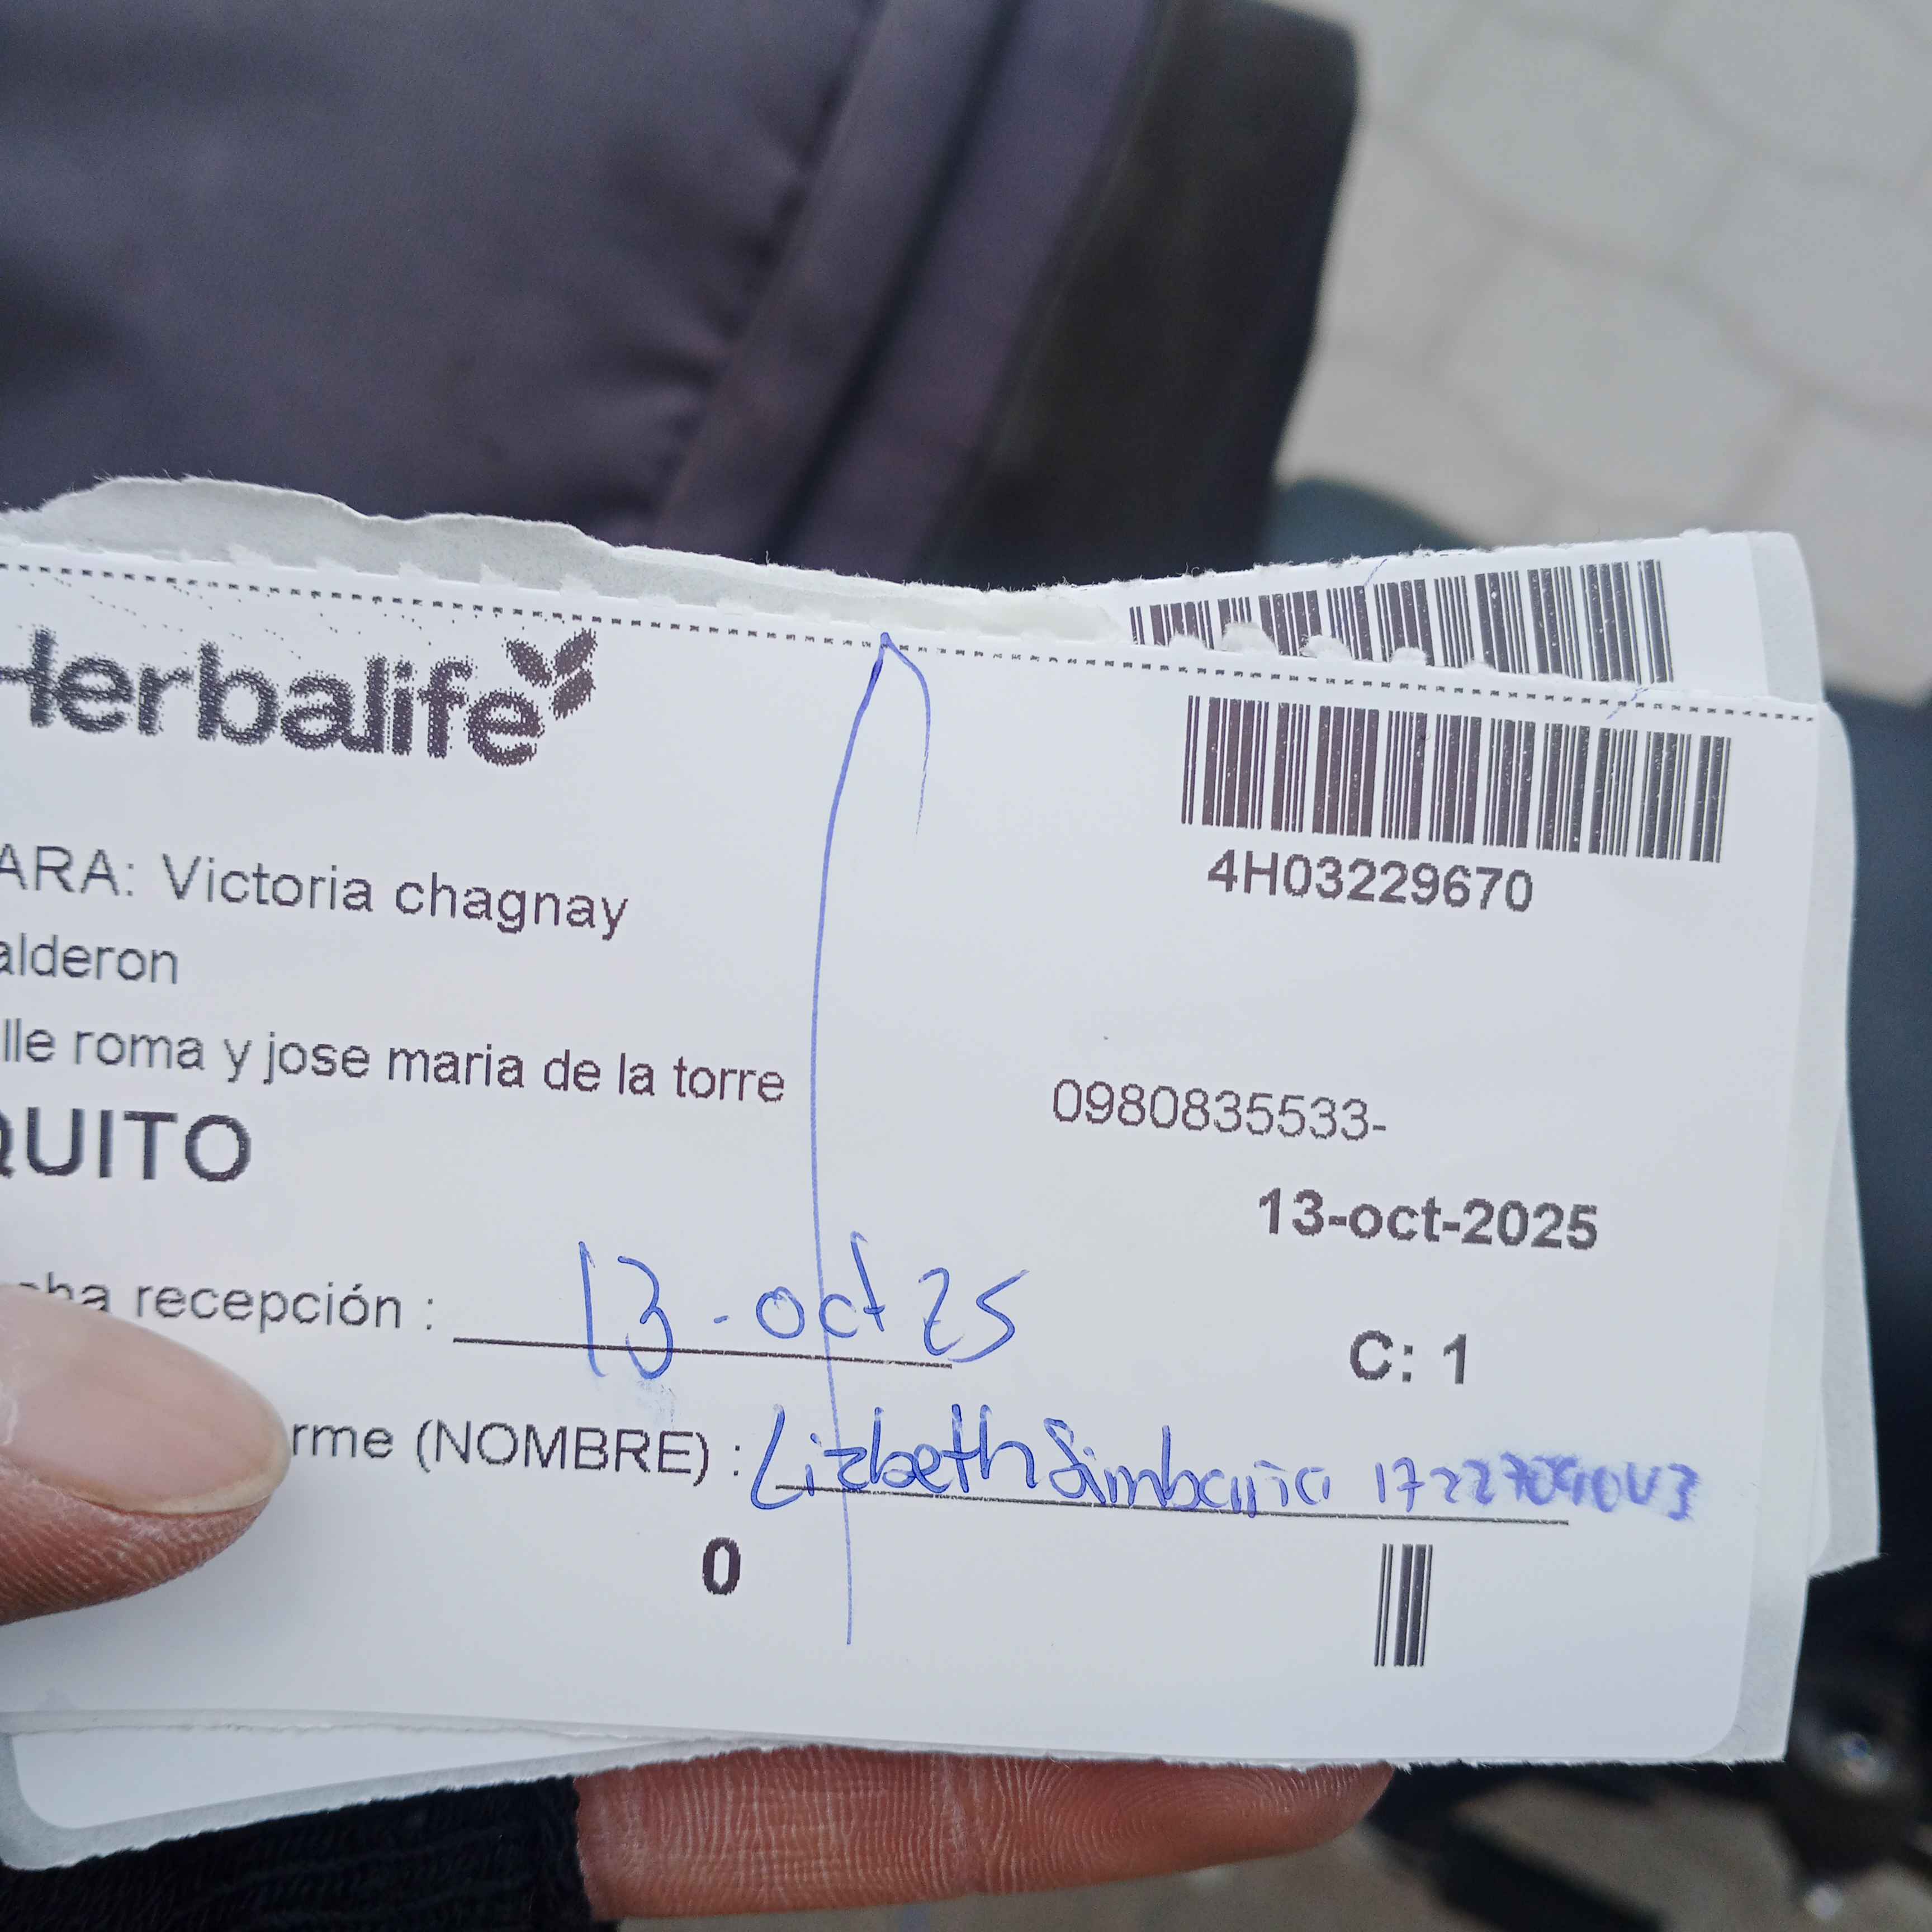 Herbalife
4H03229670
ARA: Victoria chagnay
alderon
lle roma y jose maria de la torre
0980835533-
QUITO
13-oct-2025
ha recepción : 13-oct 25
C: 1
rme (NOMBRE) : Lizbeth Simbaña
0